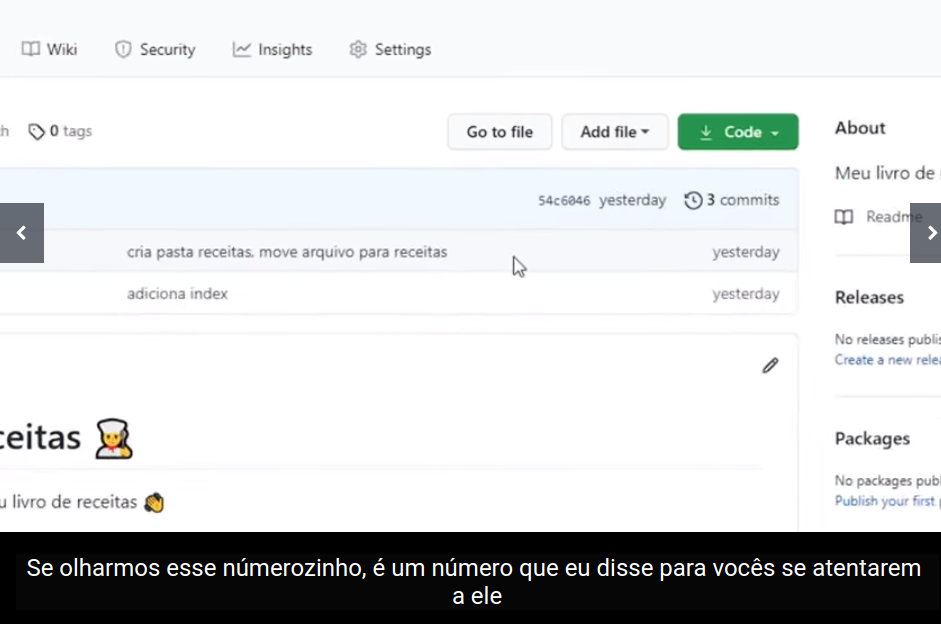 Wiki Security Insights Settings
0 tags Go to file Add file Code
About
Meu livro de
54c6046 yesterday 3 commits
Readme
cria pasta receitas, move arquivo para receitas yesterday
adiciona index yesterday
Releases
No releases publis
Create a new relea
ceitas
Packages
No packages publ
u livro de receitas
Publish your first p
Se olharmos esse númerozinho, é um número que eu disse para vocês se atentarem
a ele